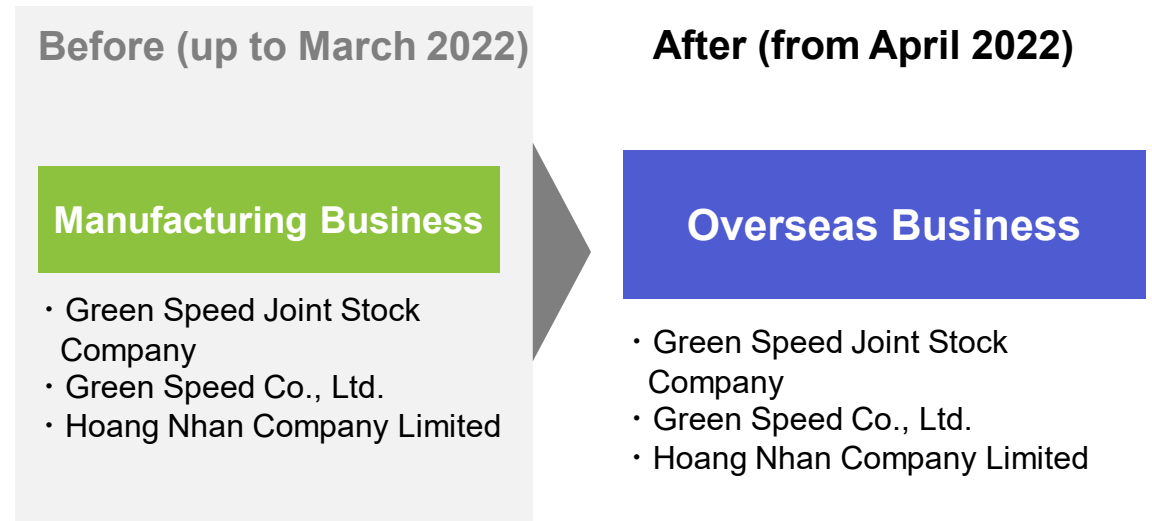 Before (up to March 2022)
Manufacturing Business
・Green Speed Joint Stock
Company
・Green Speed Co., Ltd.
・Hoang Nhan Company Limited
After (from April 2022)
Overseas Business
・Green Speed Joint Stock
Company
・Green Speed Co., Ltd.
・Hoang Nhan Company Limited